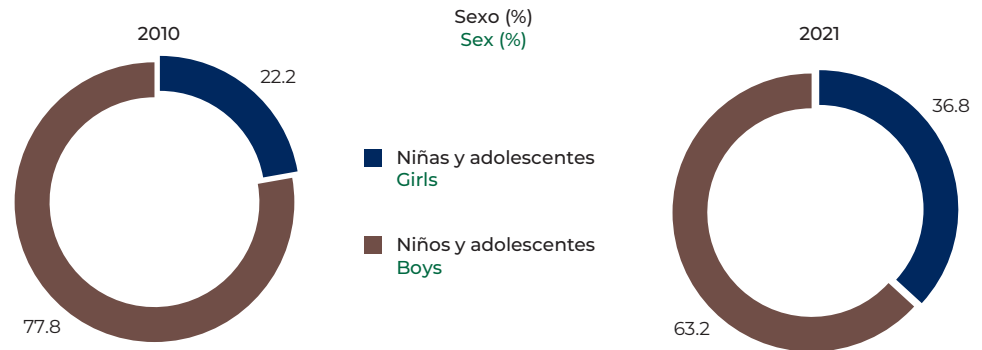 Sexo (%)
Sex (%)
2010
22.2
77.8
Niñas y adolescentes
Girls
Niños y adolescentes
Boys
2021
36.8
63.2